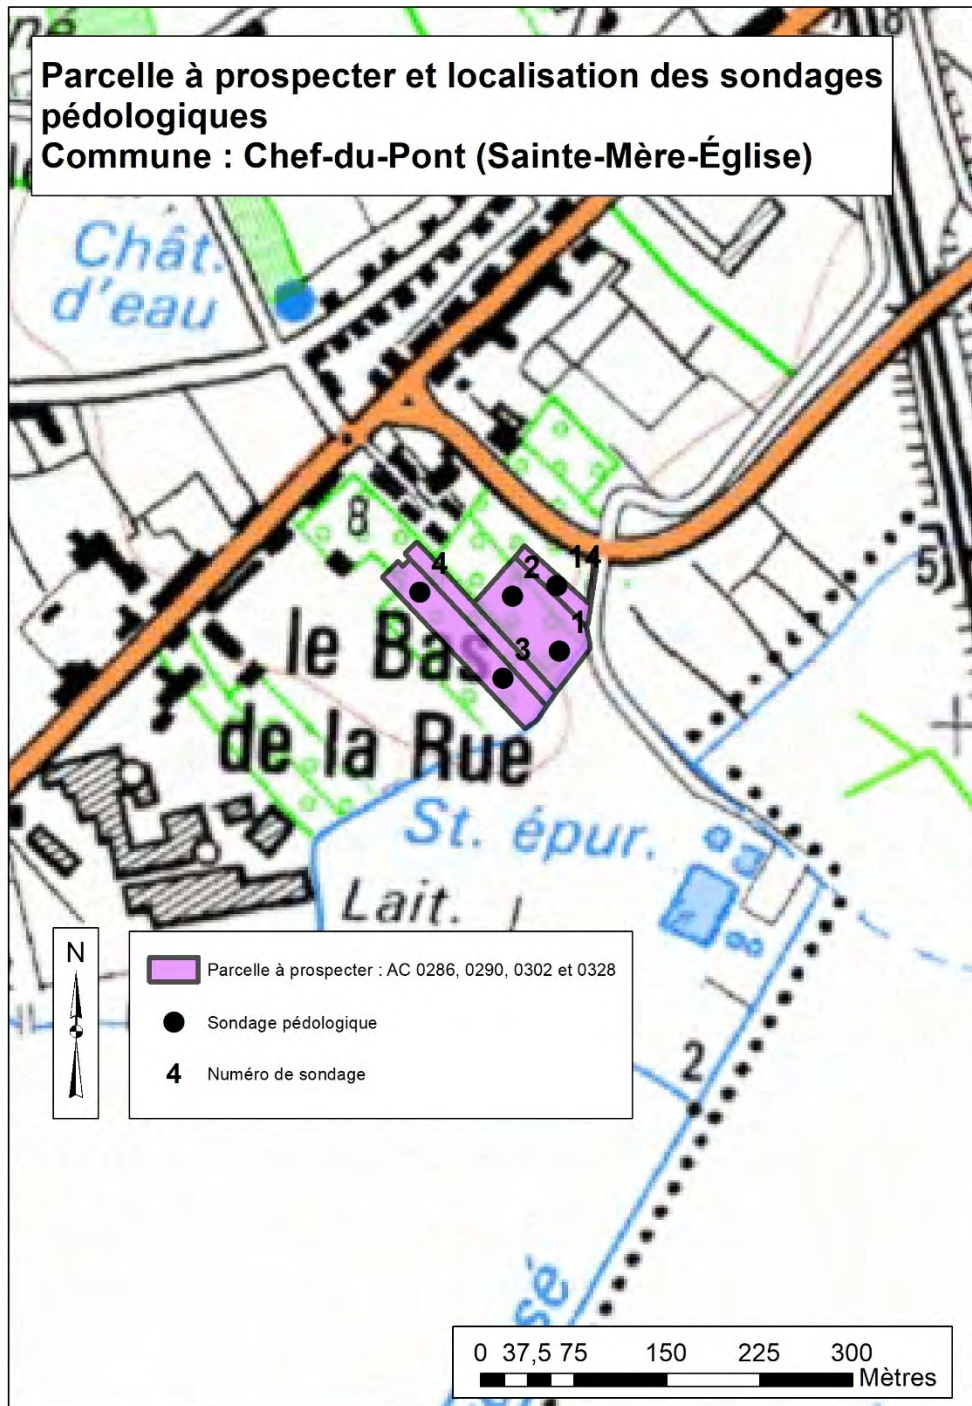 Parcelle à prospecter et localisation des sondages
pédologiques
Commune : Chef-du-Pont (Sainte-Mère-Église)
Chât.
d'eau
8
4
2
14
1
3
5
le Bas
de la Rue
St. épur.
Lait.
N
Parcelle à prospecter : AC 0286, 0290, 0302 et 0328
Sondage pédologique
4 Numéro de sondage
2
0 37,5 75 150 225 300
Mètres